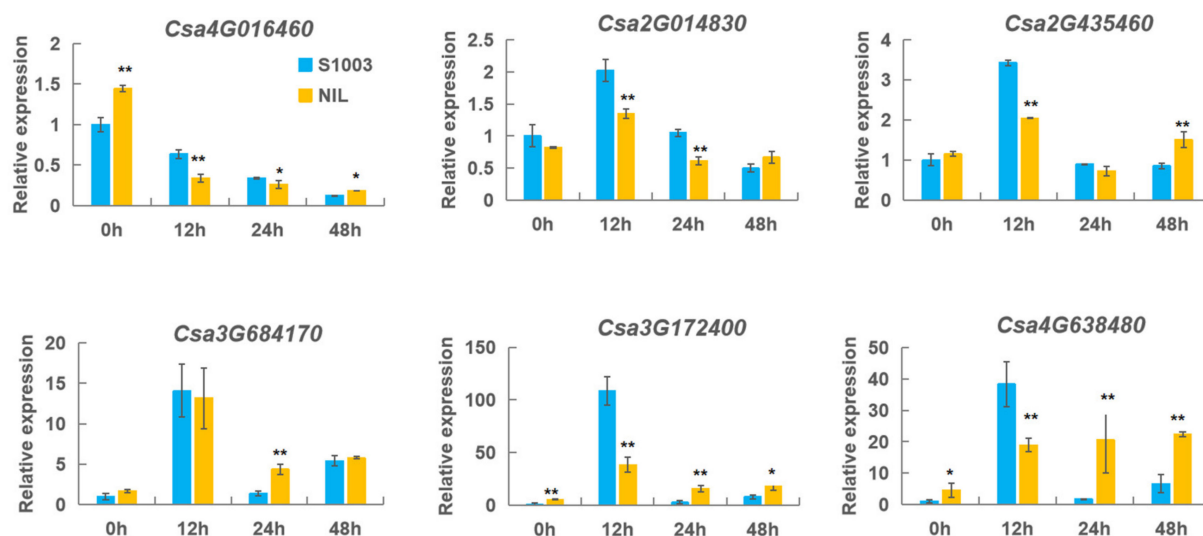 Csa4G016460
Relative expression
2
1.5
1
0.5
0
S1003
NIL
**
**
*
*
0h 12h 24h 48h
Csa2G014830
Relative expression
2.5
2
1.5
1
0.5
0
**
**
0h 12h 24h 48h
Csa2G435460
Relative expression
4
3
2
1
0
**
**
0h 12h 24h 48h
Csa3G684170
Relative expression
20
15
10
5
0
**
0h 12h 24h 48h
Csa3G172400
Relative expression
150
100
50
0
**
**
**
*
0h 12h 24h 48h
Csa4G638480
Relative expression
50
40
30
20
10
0
*
**
**
**
0h 12h 24h 48h